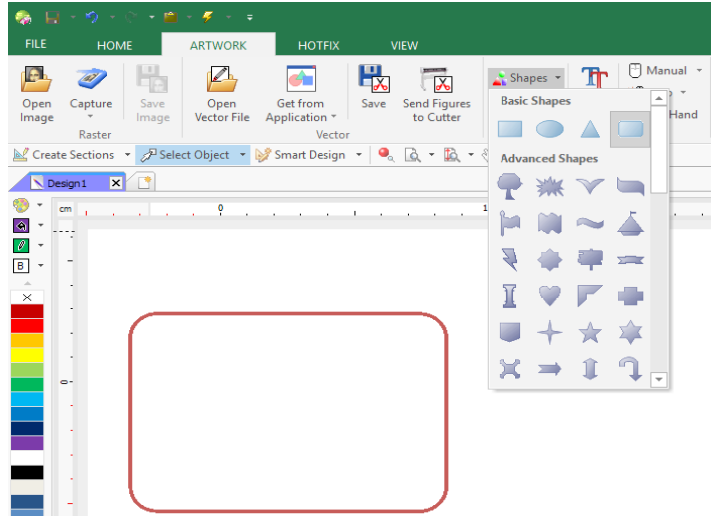 FILE HOME ARTWORK HOTFIX VIEW
Open Image
Capture
Save Image
Raster
Open Vector File
Get from Application
Save
Send Figures to Cutter
Vector
Shapes
Manual
Hand
Basic Shapes
Advanced Shapes
Create Sections Select Object Smart Design
Design1
cm 0 1
B
0